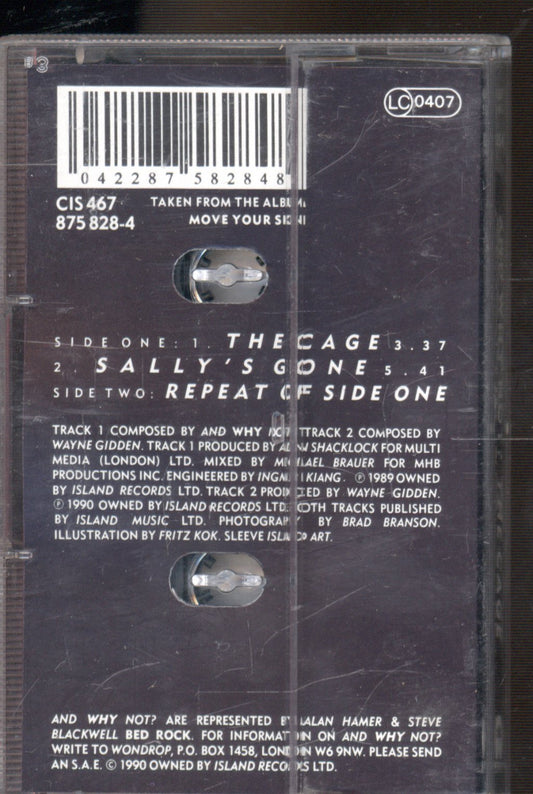 LC 0407
0 042287 582848
CIS 467 TAKEN FROM THE ALBUM
875 828-4 MOVE YOUR
SIDE ONE: 1. THE CAGE 3.37
2. SALLY'S GONE 5.41
SIDE TWO: REPEAT OF SIDE ONE
TRACK 1 COMPOSED BY AND WHY NOT? TRACK 2 COMPOSED BY
WAYNE GIDDEN. TRACK 1 PRODUCED BY SHACKLOCK FOR MULTI
MEDIA (LONDON) LTD. MIXED BY MICHAEL BRAUER FOR MHB
PRODUCTIONS INC. ENGINEERED BY KIANG. ℗ 1989 OWNED
BY ISLAND RECORDS LTD. TRACK 2 PRODUCED BY WAYNE GIDDEN.
℗ 1990 OWNED BY ISLAND RECORDS LTD. BOTH TRACKS PUBLISHED
BY ISLAND MUSIC LTD. PHOTOGRAPHY BY BRAD BRANSON.
ILLUSTRATION BY FRITZ KOK. SLEEVE ISLAND ART.
AND WHY NOT? ARE REPRESENTED BY ALAN HAMER & STEVE
BLACKWELL BED ROCK. FOR INFORMATION ON AND WHY NOT?
WRITE TO WONDROP, P.O. BOX 1458, LONDON W6 9NW. PLEASE SEND
AN S.A.E. © 1990 OWNED BY ISLAND RECORDS LTD.